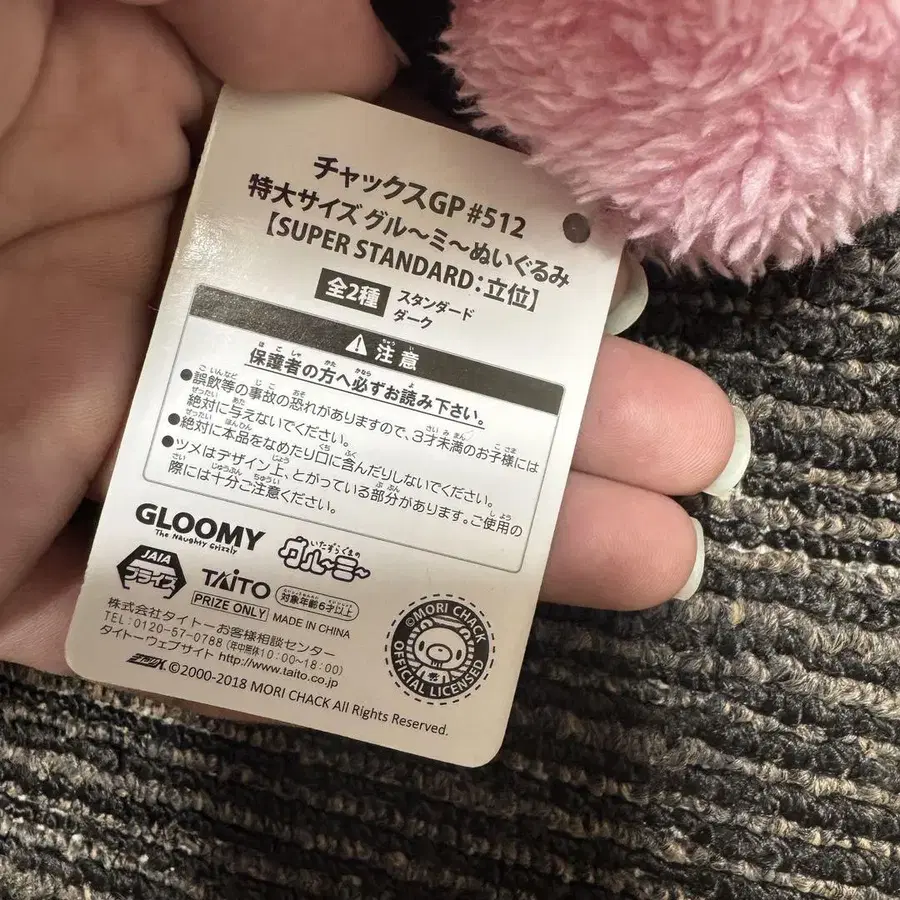 チャックスGP #512
特大サイズ グル〜ミ〜ぬいぐるみ
【SUPER STANDARD：立位】
全2種
スタンダード
ダーク
注意
保護者の方へ必ずお読み下さい。
●誤飲等の事故の恐れがありますので、3才未満のお子様には
絶対に与えないでください。
●絶対に本品をなめたり口に含んだりしないでください。
●ツメはデザイン上、とがっている部分があります。ご使用の
際には十分ご注意ください。
GLOOMY
The Naughty Grizzly
いたずらぐまの
グル〜ミ〜
JAIA
プライズ
TAITO
PRIZE ONLY
対象年齢6才以上
MADE IN CHINA
株式会社タイトーお客様相談センター
TEL:0120-57-0788 (年中無休10:00〜18:00)
タイトーウェブサイト http://www.taito.co.jp
©2000-2018 MORI CHACK All Rights Reserved.
©MORI CHACK
OFFICIAL LICENSED